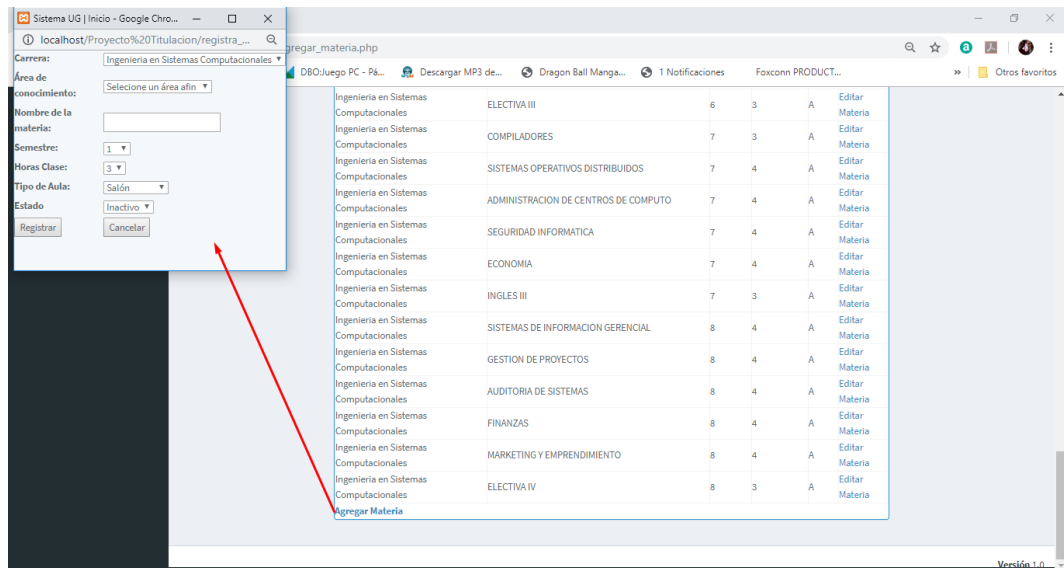 Sistema UG | Inicio - Google Chro...
localhost/Proyecto%20Titulacion/registra_...
Carrera: Ingenieria en Sistemas Computacionales
Área de
conocimiento: Selecione un área afin
Nombre de la
materia:
Semestre: 1
Horas Clase: 3
Tipo de Aula: Salón
Estado Inactivo
Registrar Cancelar
gregar_materia.php
DBO:Juego PC - Pá... Descargar MP3 de... Dragon Ball Manga... 1 Notificaciones Foxconn PRODUCT... » Otros favoritos
Ingenieria en Sistemas
Computacionales ELECTIVA III 6 3 A Editar
Materia
Ingenieria en Sistemas
Computacionales COMPILADORES 7 3 A Editar
Materia
Ingenieria en Sistemas
Computacionales SISTEMAS OPERATIVOS DISTRIBUIDOS 7 4 A Editar
Materia
Ingenieria en Sistemas
Computacionales ADMINISTRACION DE CENTROS DE COMPUTO 7 4 A Editar
Materia
Ingenieria en Sistemas
Computacionales SEGURIDAD INFORMATICA 7 4 A Editar
Materia
Ingenieria en Sistemas
Computacionales ECONOMIA 7 4 A Editar
Materia
Ingenieria en Sistemas
Computacionales INGLES III 7 3 A Editar
Materia
Ingenieria en Sistemas
Computacionales SISTEMAS DE INFORMACION GERENCIAL 8 4 A Editar
Materia
Ingenieria en Sistemas
Computacionales GESTION DE PROYECTOS 8 4 A Editar
Materia
Ingenieria en Sistemas
Computacionales AUDITORIA DE SISTEMAS 8 4 A Editar
Materia
Ingenieria en Sistemas
Computacionales FINANZAS 8 4 A Editar
Materia
Ingenieria en Sistemas
Computacionales MARKETING Y EMPRENDIMIENTO 8 4 A Editar
Materia
Ingenieria en Sistemas
Computacionales ELECTIVA IV 8 3 A Editar
Materia
Agregar Materia
Versión 1.0